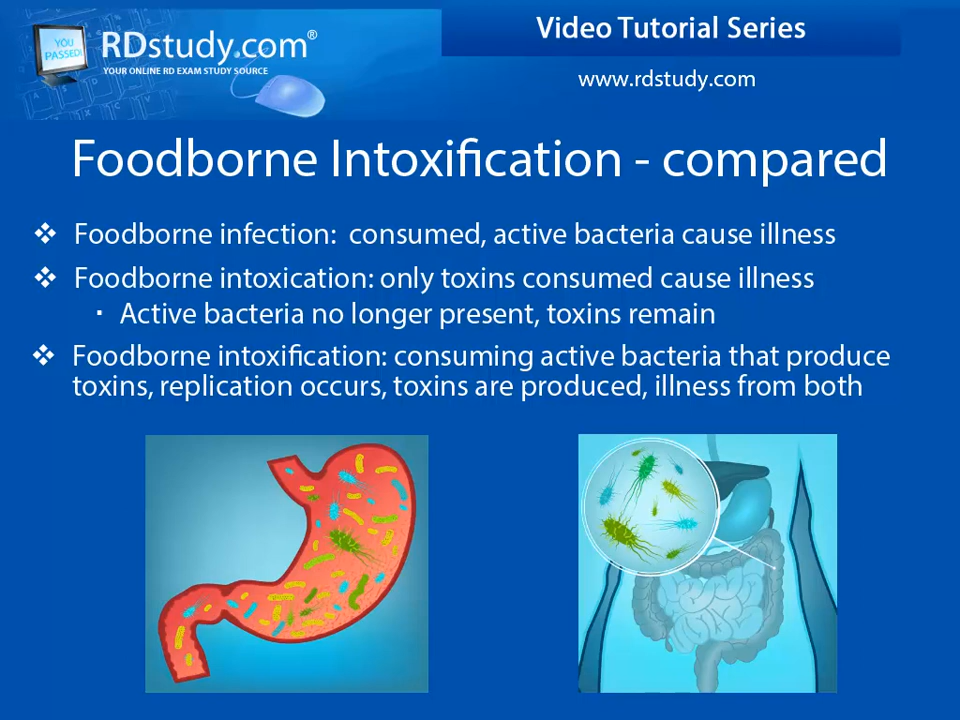 YOU
PASSED!
RDstudy.com®
YOUR ONLINE RD EXAM STUDY SOURCE
Video Tutorial Series
www.rdstudy.com
Foodborne Intoxification - compared
❖ Foodborne infection: consumed, active bacteria cause illness
❖ Foodborne intoxication: only toxins consumed cause illness
▪ Active bacteria no longer present, toxins remain
❖ Foodborne intoxification: consuming active bacteria that produce
toxins, replication occurs, toxins are produced, illness from both